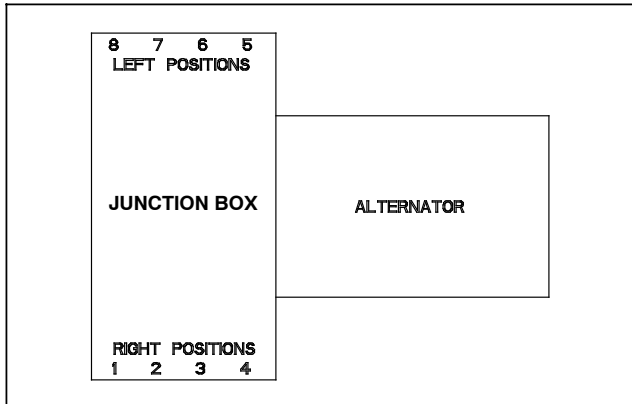 8 7 6 5
LEFT POSITIONS
JUNCTION BOX
ALTERNATOR
RIGHT POSITIONS
1 2 3 4